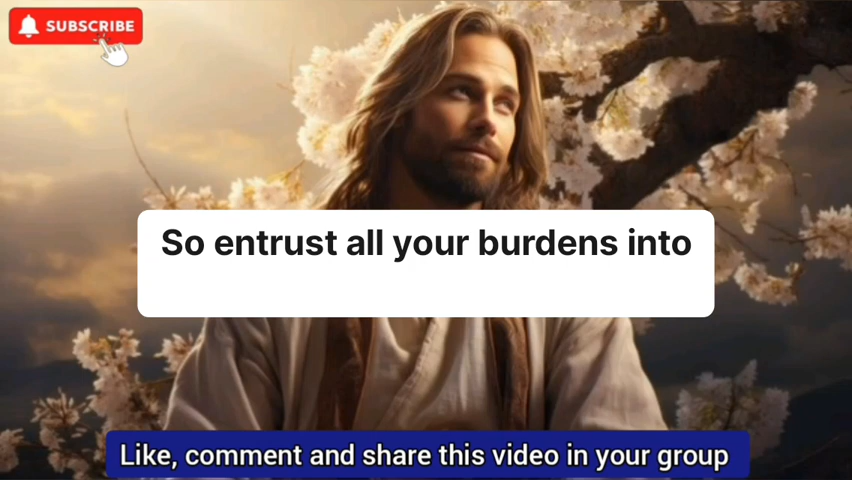 SUBSCRIBE
So entrust all your burdens into
Like, comment and share this video in your group